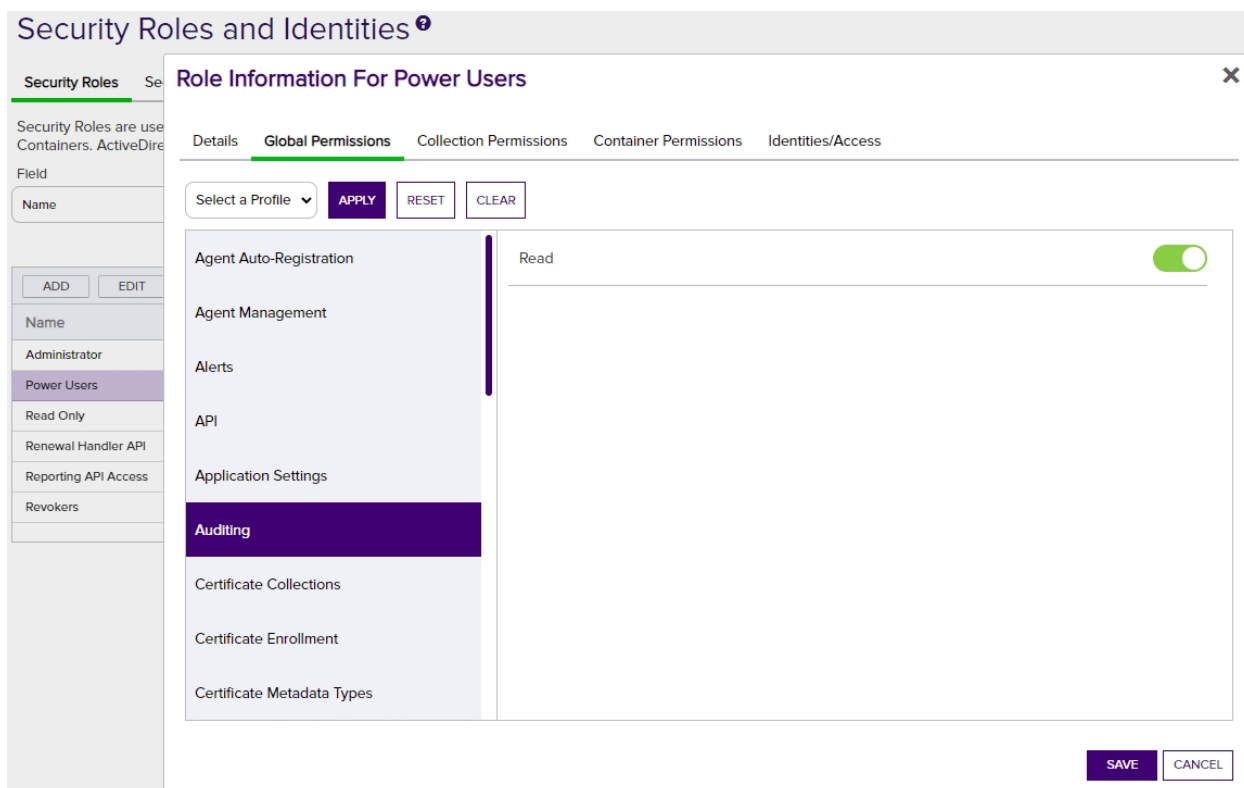 Security Roles and Identities ?
Security Roles Se
Security Roles are use
Containers. ActiveDire
Field
Name
ADD EDIT
Name
Administrator
Power Users
Read Only
Renewal Handler API
Reporting API Access
Revokers
Role Information For Power Users
Details Global Permissions Collection Permissions Container Permissions Identities/Access
Select a Profile APPLY RESET CLEAR
Agent Auto-Registration
Agent Management
Alerts
API
Application Settings
Auditing
Certificate Collections
Certificate Enrollment
Certificate Metadata Types
Read
SAVE CANCEL